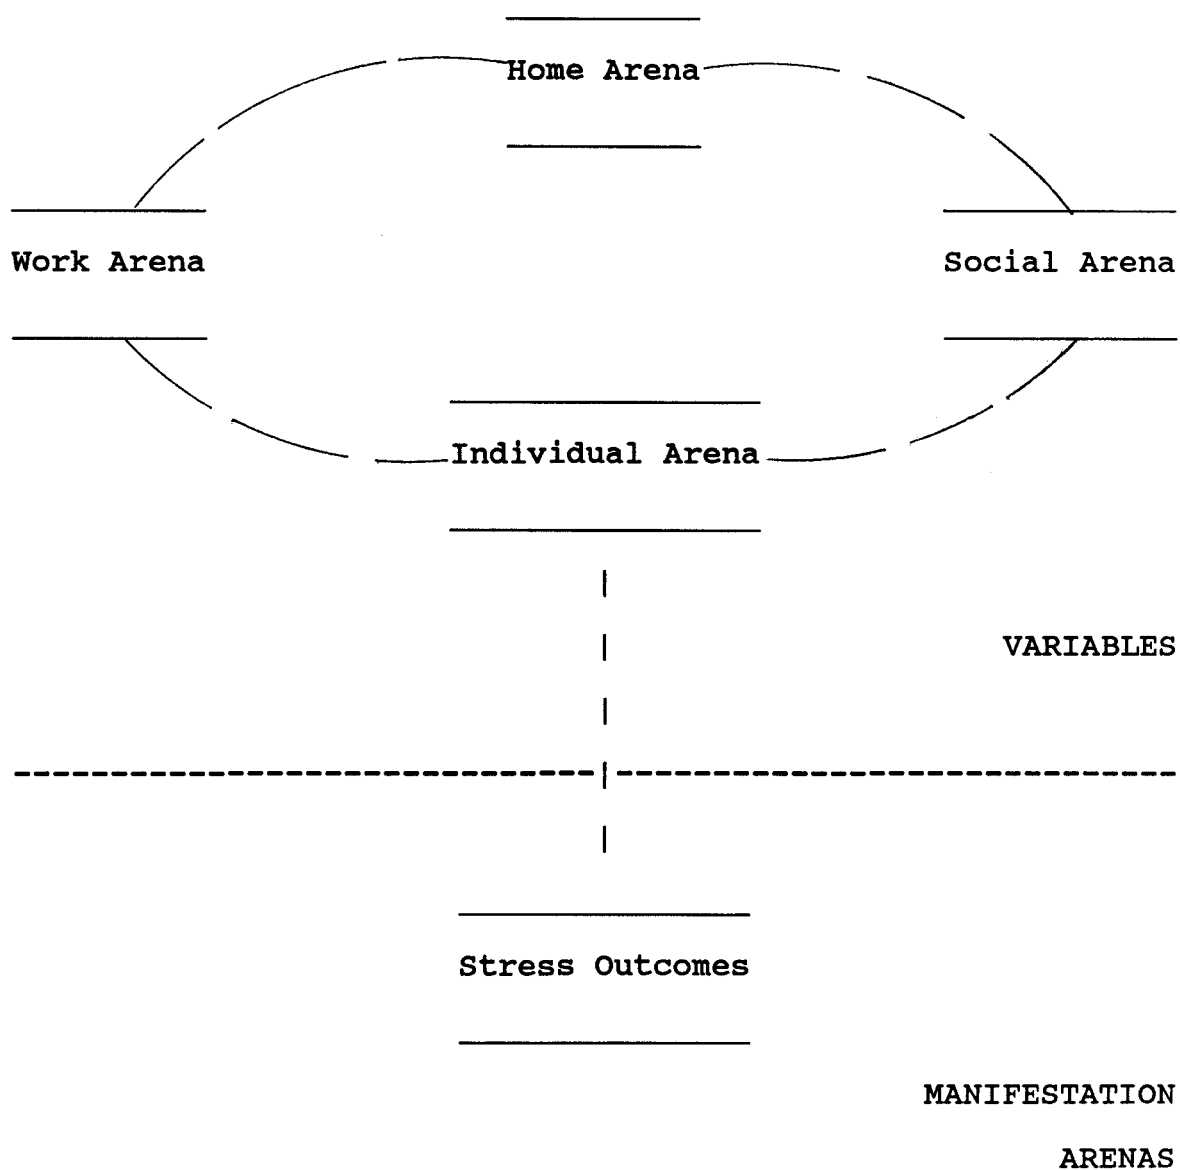 Home Arena
Work Arena
Social Arena
Individual Arena
VARIABLES
Stress Outcomes
MANIFESTATION
ARENAS